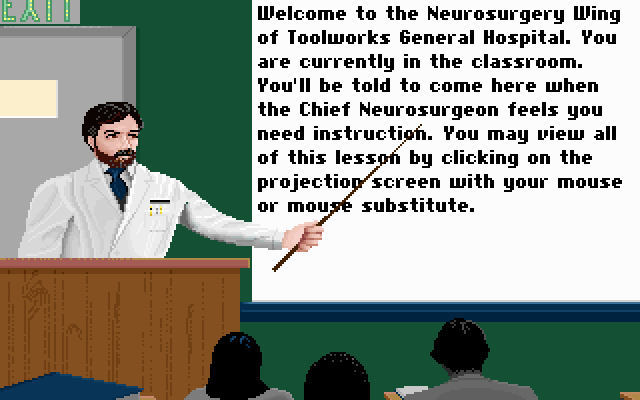 EXIT
Welcome to the Neurosurgery Wing
of Toolworks General Hospital. You
are currently in the classroom.
You'll be told to come here when
the Chief Neurosurgeon feels you
need instruction. You may view all
of this lesson by clicking on the
projection screen with your mouse
or mouse substitute.